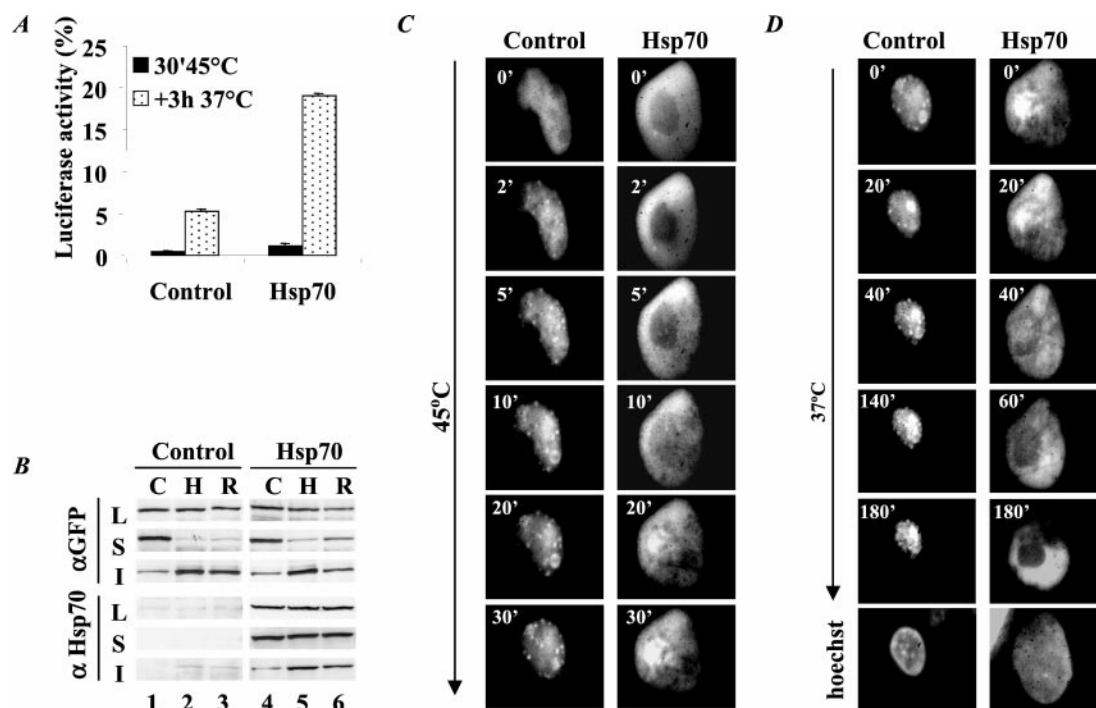 A
Luciferase activity (%)
25
20
15
10
5
0
30'45°C
+3h 37°C
Control Hsp70
B
Control Hsp70
C H R C H R
αGFP
L
S
I
α Hsp70
L
S
I
1 2 3 4 5 6
C
Control Hsp70
45°C
0' 0'
2' 2'
5' 5'
10' 10'
20' 20'
30' 30'
D
Control Hsp70
37°C
0' 0'
20' 20'
40' 40'
140' 60'
180' 180'
hoechst